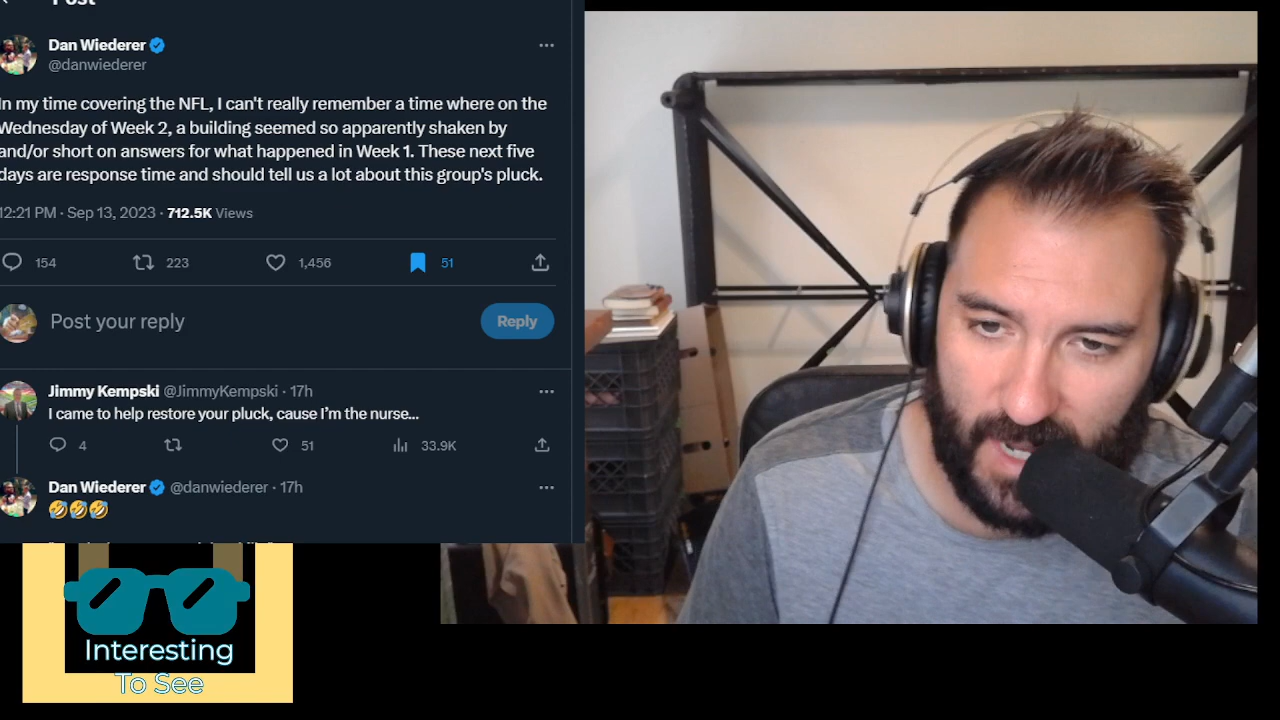 Post
Dan Wiederer
@danwiederer
In my time covering the NFL, I can't really remember a time where on the
Wednesday of Week 2, a building seemed so apparently shaken by
and/or short on answers for what happened in Week 1. These next five
days are response time and should tell us a lot about this group's pluck.
12:21 PM · Sep 13, 2023 · 712.5K Views
154 223 1,456 51
Post your reply Reply
Jimmy Kempski @JimmyKempski · 17h
I came to help restore your pluck, cause I'm the nurse...
4 51 33.9K
Dan Wiederer @danwiederer · 17h
🤣🤣🤣
Interesting
To See